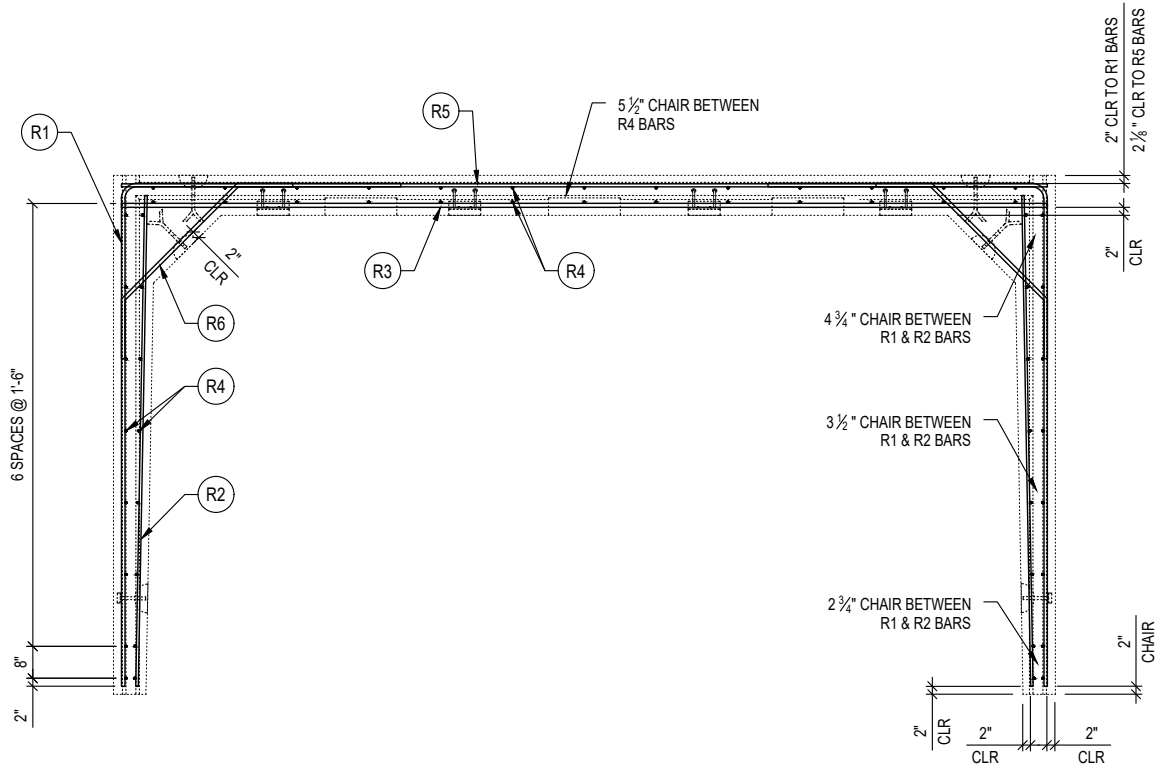 R1
R5
5 ½" CHAIR BETWEEN
R4 BARS
2" CLR TO R1 BARS
2 ⅛" CLR TO R5 BARS
2"
CLR
R3
R4
2"
CLR
R6
4 ¾" CHAIR BETWEEN
R1 & R2 BARS
R4
6 SPACES @ 1'-6"
3 ½" CHAIR BETWEEN
R1 & R2 BARS
R2
2 ¾" CHAIR BETWEEN
R1 & R2 BARS
8"
2"
2"
CHAIR
2"
CLR
2"
CLR
2"
CLR